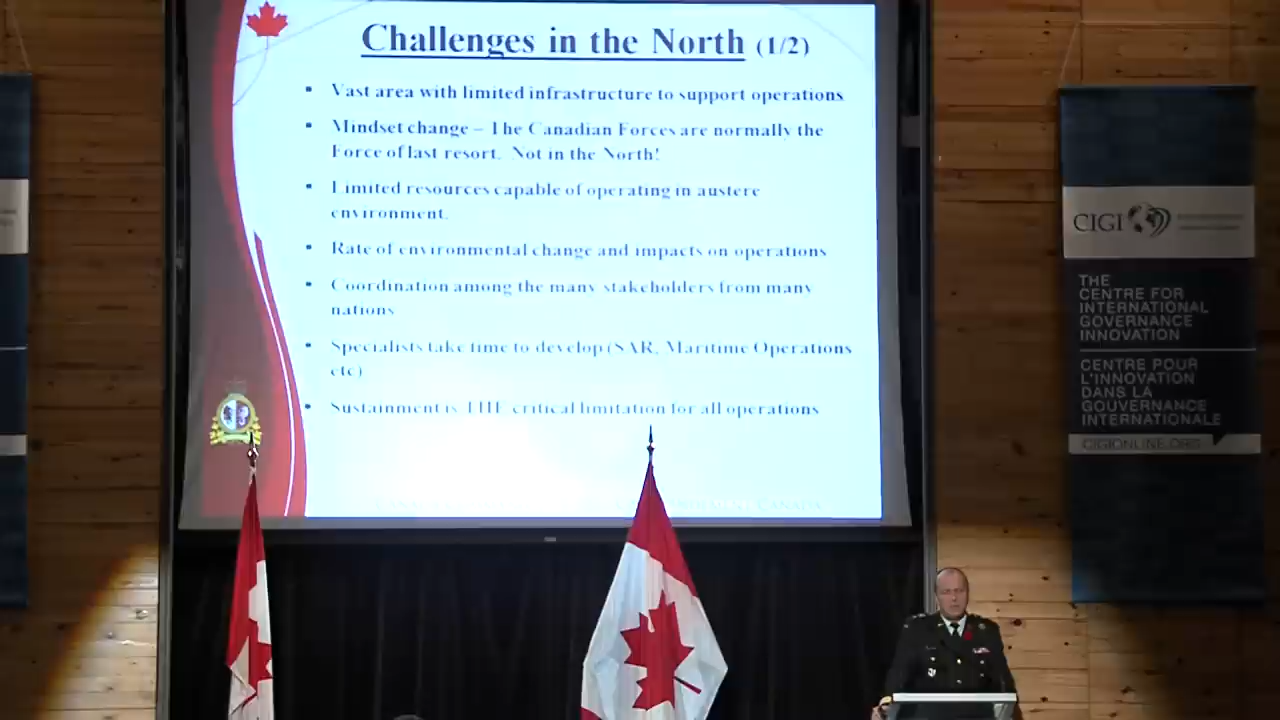 Challenges in the North (1/2)
Vast area with limited infrastructure to support operations
Mindset change – The Canadian Forces are normally the
Force of last resort. Not in the North!
Limited resources capable of operating in austere
environment.
Rate of environmental change and impacts on operations
Coordination among the many stakeholders from many
nations
Specialists take time to develop (SAR, Maritime Operations
etc)
Sustainment is THE critical limitation for all operations
CANADA
CIGI
THE
CENTRE FOR
INTERNATIONAL
GOVERNANCE
INNOVATION
CENTRE POUR
L'INNOVATION
DANS LA
GOUVERNANCE
INTERNATIONALE
CIGIONLINE.ORG